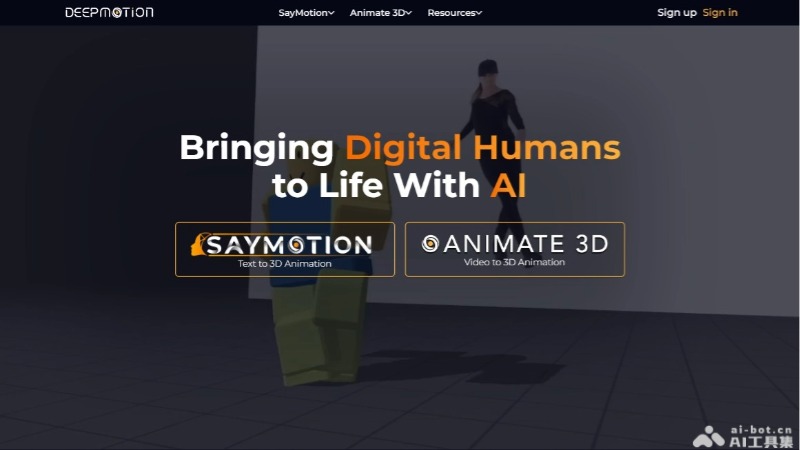 DEEPMOTION
SayMotion Animate 3D Resources Sign up Sign in
Bringing Digital Humans
to Life With AI
SAYMOTION
Text to 3D Animation
ANIMATE 3D
Video to 3D Animation
ai-bot.cn
AI工具集